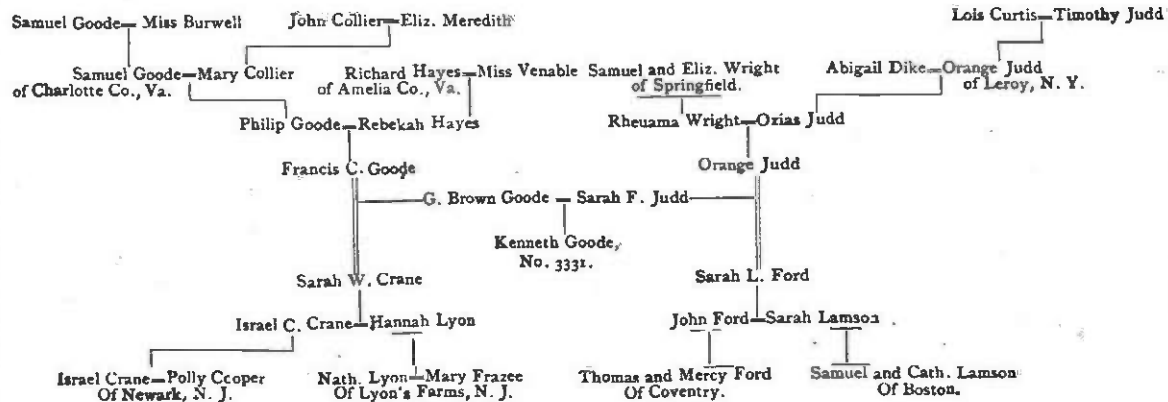 Samuel Goode—Miss Burwell
John Collier—Eliz. Meredith
Lois Curtis—Timothy Judd
Samuel Goode—Mary Collier
of Charlotte Co., Va.
Richard Hayes—Miss Venable
of Amelia Co., Va.
Samuel and Eliz. Wright
of Springfield.
Abigail Dike—Orange Judd
of Leroy, N. Y.
Philip Goode—Rebekah Hayes
Rheuama Wright—Ozias Judd
Francis C. Goode
Orange Judd
G. Brown Goode—Sarah F. Judd
Kenneth Goode,
No. 3331.
Sarah W. Crane
Sarah L. Ford
Israel C. Crane—Hannah Lyon
John Ford—Sarah Lamson
Israel Crane—Polly Cooper
Of Newark, N. J.
Nath. Lyon—Mary Frazee
Of Lyon's Farms, N. J.
Thomas and Mercy Ford
Of Coventry.
Samuel and Cath. Lamson
Of Boston.